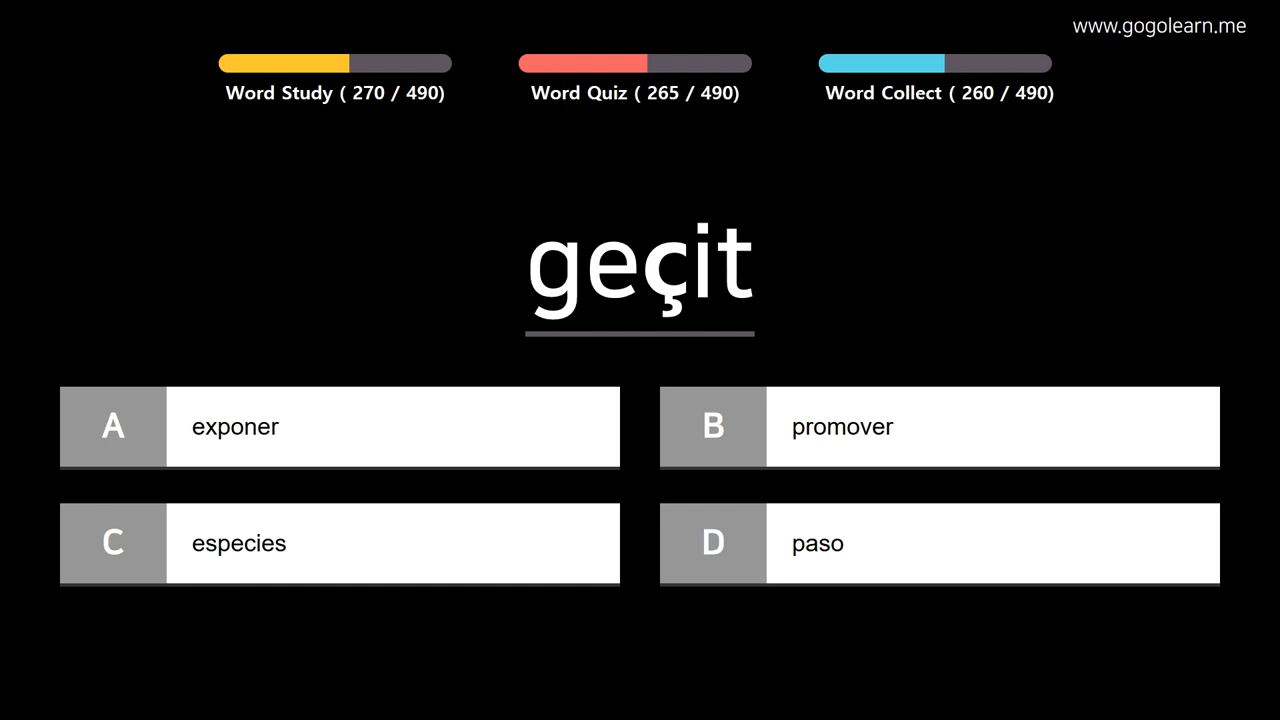 www.gogolearn.me
Word Study ( 270 / 490)
Word Quiz ( 265 / 490)
Word Collect ( 260 / 490)
geçit
A exponer
B promover
C especies
D paso